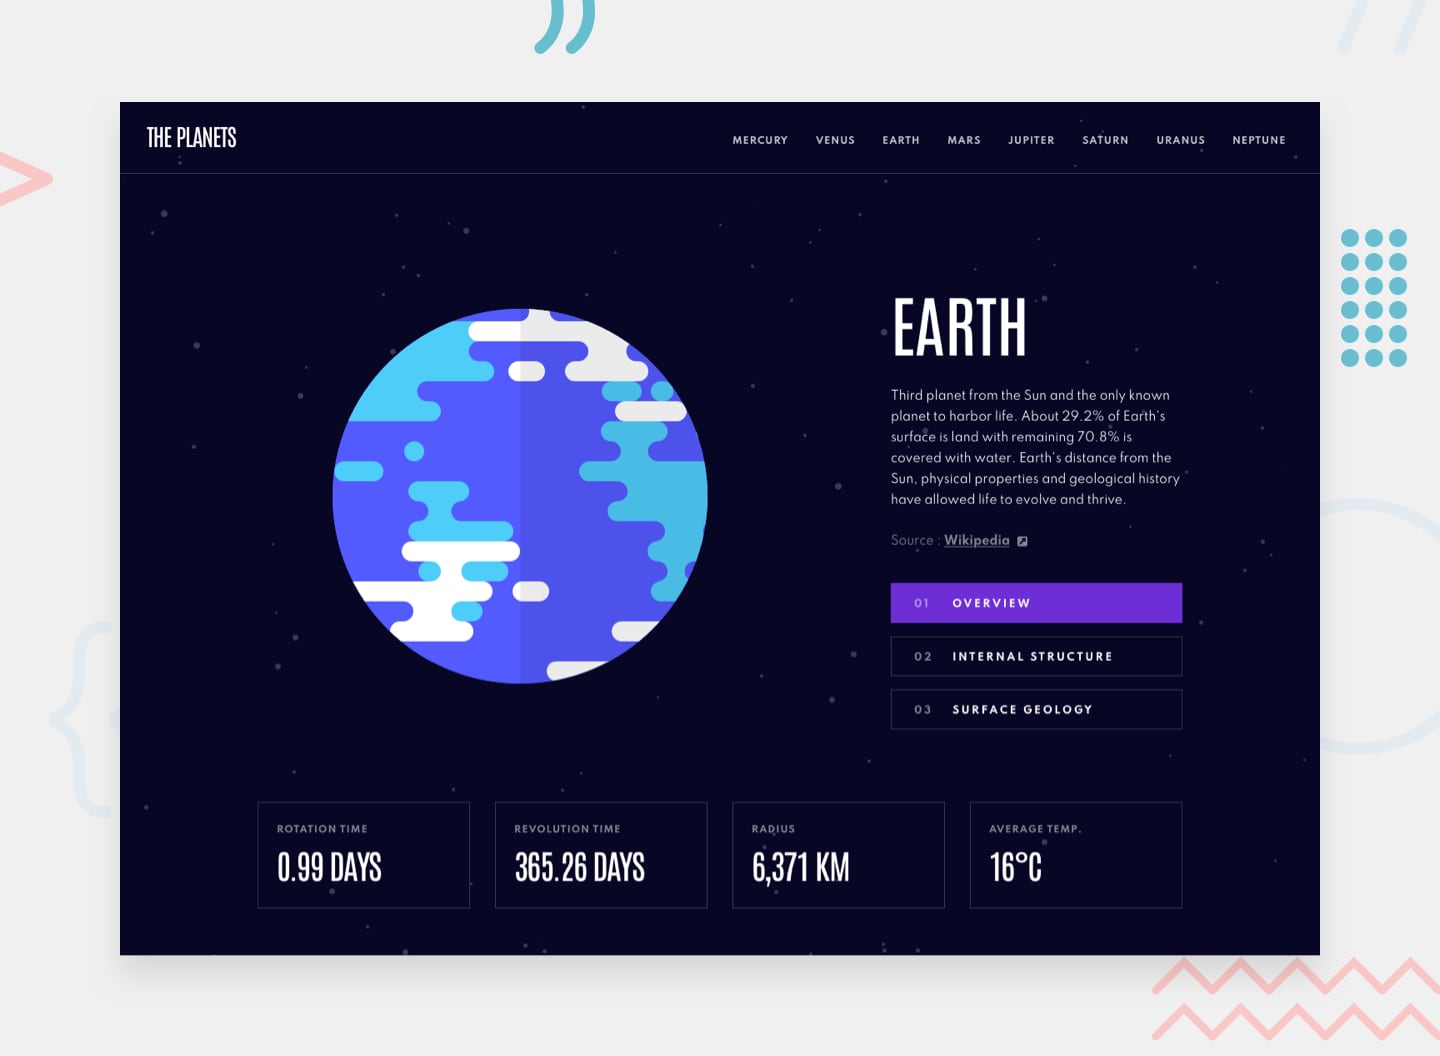 THE PLANETS
MERCURY VENUS EARTH MARS JUPITER SATURN URANUS NEPTUNE
EARTH
Third planet from the Sun and the only known
planet to harbor life. About 29.2% of Earth's
surface is land with remaining 70.8% is
covered with water. Earth's distance from the
Sun, physical properties and geological history
have allowed life to evolve and thrive.
Source : Wikipedia
01 OVERVIEW
02 INTERNAL STRUCTURE
03 SURFACE GEOLOGY
ROTATION TIME
0.99 DAYS
REVOLUTION TIME
365.26 DAYS
RADIUS
6,371 KM
AVERAGE TEMP.
16°C